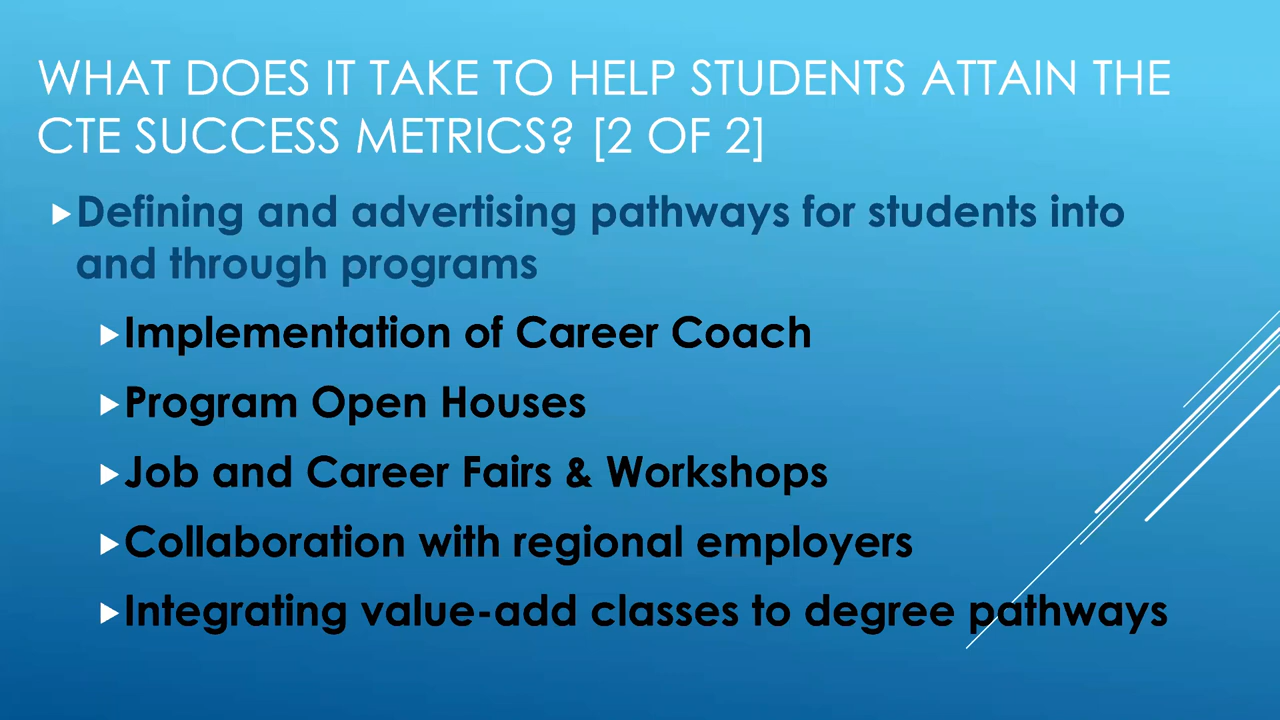 WHAT DOES IT TAKE TO HELP STUDENTS ATTAIN THE
CTE SUCCESS METRICS? [2 OF 2]
Defining and advertising pathways for students into
and through programs
Implementation of Career Coach
Program Open Houses
Job and Career Fairs & Workshops
Collaboration with regional employers
Integrating value-add classes to degree pathways